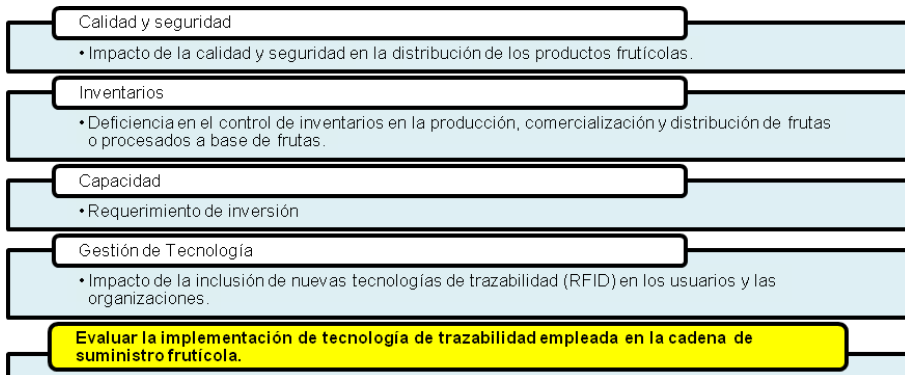 Calidad y seguridad
• Impacto de la calidad y seguridad en la distribución de los productos frutícolas.
Inventarios
• Deficiencia en el control de inventarios en la producción, comercialización y distribución de frutas
o procesados a base de frutas.
Capacidad
• Requerimiento de inversión
Gestión de Tecnología
• Impacto de la inclusión de nuevas tecnologías de trazabilidad (RFID) en los usuarios y las
organizaciones.
Evaluar la implementación de tecnología de trazabilidad empleada en la cadena de
suministro frutícola.